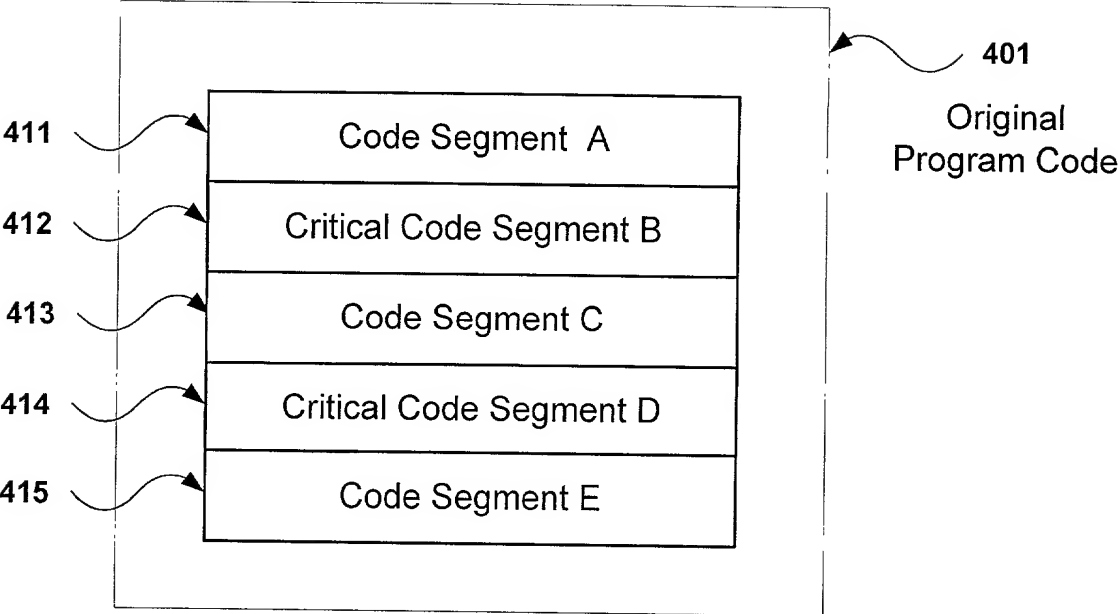 401
Original
Program Code
411
Code Segment A
412
Critical Code Segment B
413
Code Segment C
414
Critical Code Segment D
415
Code Segment E